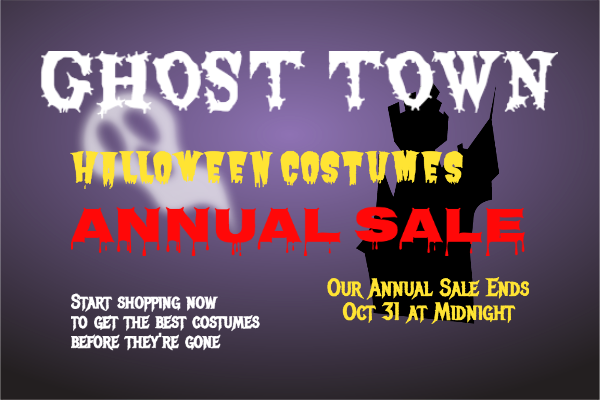 GHOST TOWN
HALLOWEEN COSTUMES
ANNUAL SALE
Start shopping now
to get the best costumes
before they're gone
Our Annual Sale Ends
Oct 31 at Midnight